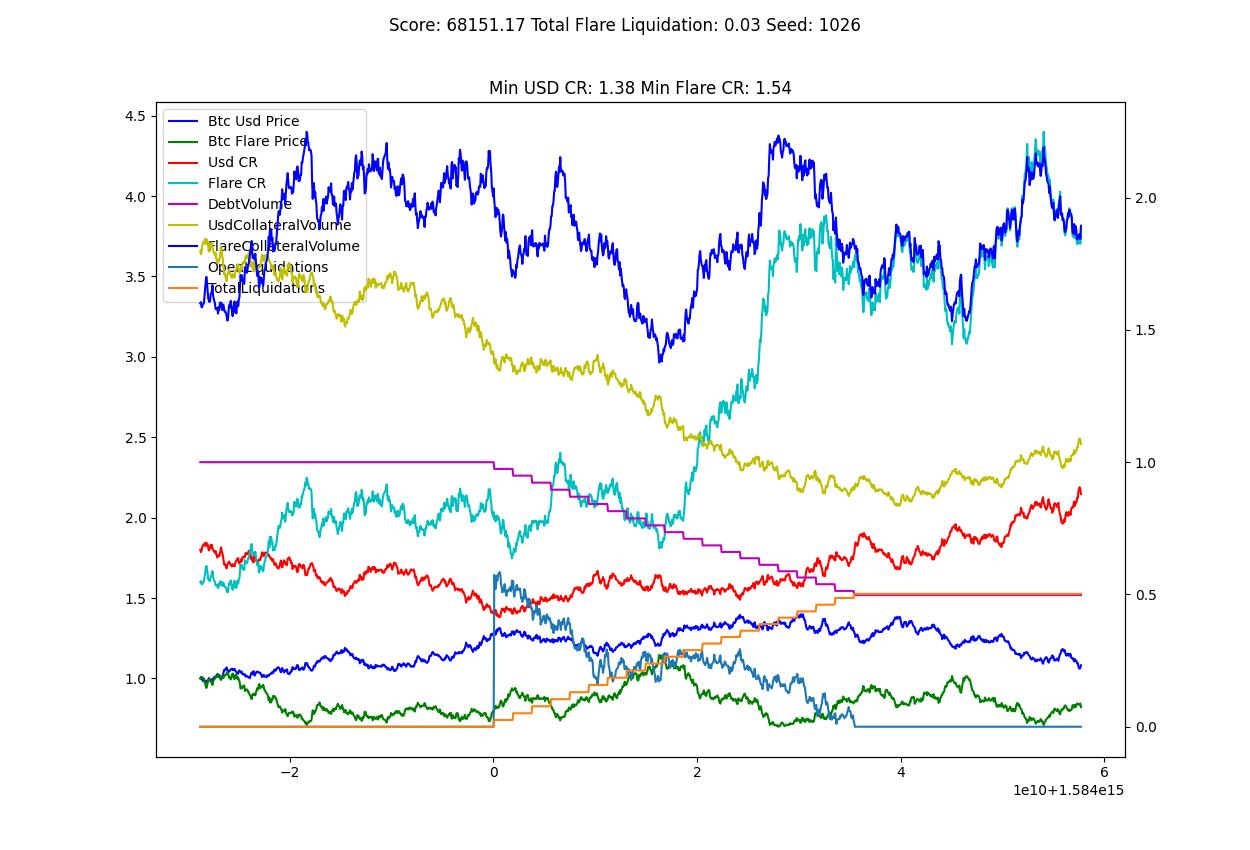 Score: 68151.17 Total Flare Liquidation: 0.03 Seed: 1026
Min USD CR: 1.38 Min Flare CR: 1.54
Btc Usd Price
Btc Flare Price
Usd CR
Flare CR
DebtVolume
UsdCollateralVolume
FlareCollateralVolume
OpenLiquidations
TotalLiquidations
4.5
4.0
3.5
3.0
2.5
2.0
1.5
1.0
2.0
1.5
1.0
0.5
0.0
−2
0
2
4
6
1e10+1.584e15